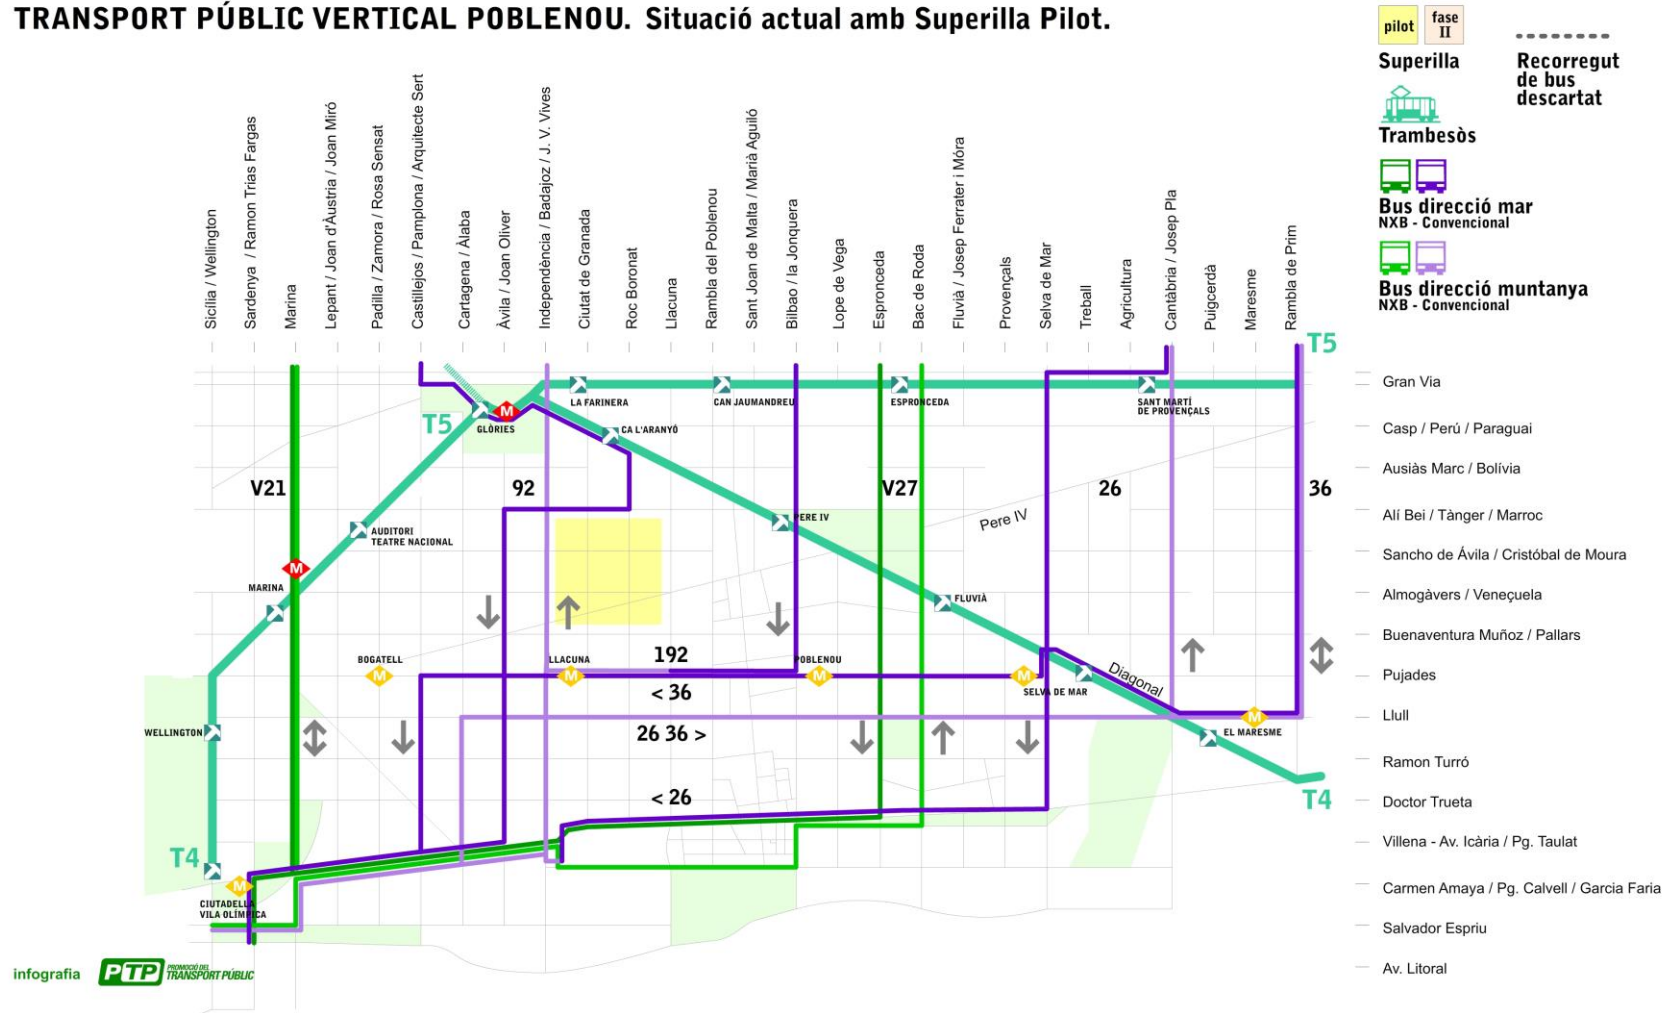 TRANSPORT PÚBLIC VERTICAL POBLENOU. Situació actual amb Superilla Pilot.
pilot
fase
II
Superilla
Recorregut
de bus
descartat
Trambesòs
Bus direcció mar
NXB - Convencional
Bus direcció muntanya
NXB - Convencional
Sicília / Wellington
Sardenya / Ramon Trias Fargas
Marina
Lepant / Joan d'Àustria / Joan Miró
Padilla / Zamora / Rosa Sensat
Castillejos / Pamplona / Arquitecte Sert
Cartagena / Àlaba
Àvila / Joan Oliver
Independència / Badajoz / J. V. Vives
Ciutat de Granada
Roc Boronat
Llacuna
Rambla del Poblenou
Sant Joan de Malta / Marià Aguiló
Bilbao / la Jonquera
Lope de Vega
Espronceda
Bac de Roda
Fluvià / Josep Ferrater i Móra
Provençals
Selva de Mar
Treball
Agricultura
Cantàbria / Josep Pla
Puigcerdà
Maresme
Rambla de Prim
T5
Gran Via
LA FARINERA
CAN JAUMANDREU
ESPRONCEDA
SANT MARTÍ
DE PROVENÇALS
T5
M
GLÒRIES
CA L'ARANYÓ
Casp / Perú / Paraguai
Ausiàs Marc / Bolívia
V21
92
V27
26
36
PERE IV
Pere IV
Alí Bei / Tànger / Marroc
AUDITORI
TEATRE NACIONAL
Sancho de Ávila / Cristóbal de Moura
M
MARINA
FLUVIÀ
Almogàvers / Veneçuela
Buenaventura Muñoz / Pallars
BOGATELL
M
LLACUNA
M
192
POBLENOU
M
M
SELVA DE MAR
Diagonal
Pujades
< 36
Llull
M
EL MARESME
WELLINGTON
26 36 >
Ramon Turró
< 26
T4
Doctor Trueta
Villena - Av. Icària / Pg. Taulat
T4
M
CIUTADELLA
VILA OLÍMPICA
Carmen Amaya / Pg. Calvell / Garcia Faria
Salvador Espriu
Av. Litoral
infografia
PTP
PROMOCIÓ DEL
TRANSPORT PÚBLIC